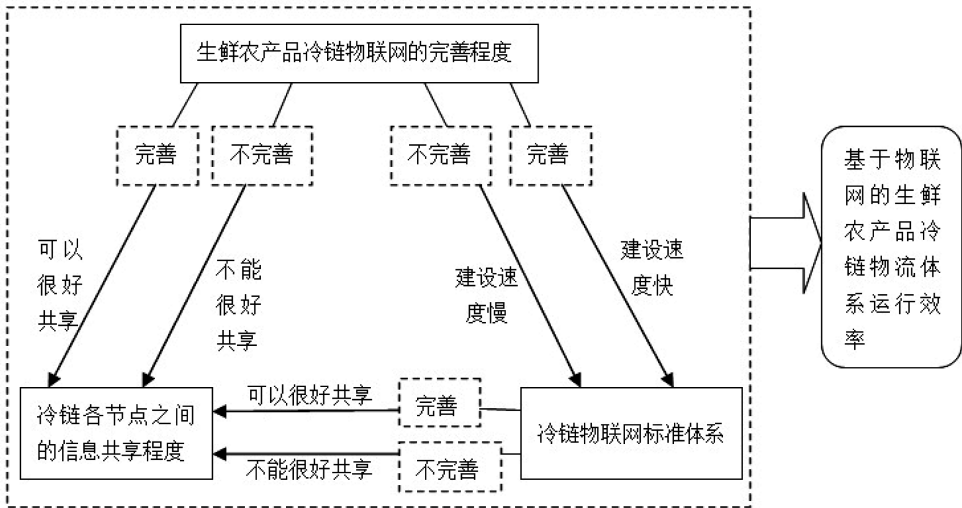 生鲜农产品冷链物联网的完善程度
完善
不完善
不完善
完善
可以
很好
共享
不能
很好
共享
建设速
度慢
建设速
度快
冷链各节点之间
的信息共享程度
可以很好共享
完善
不能很好共享
不完善
冷链物联网标准体系
基于物联
网的生鲜
农产品冷
链物流体
系运行效
率